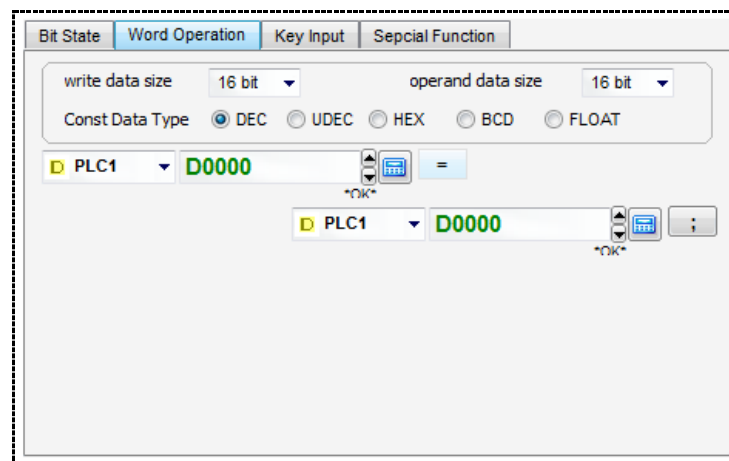 Bit State Word Operation Key Input Sepcial Function
write data size 16 bit operand data size 16 bit
Const Data Type DEC UDEC HEX BCD FLOAT
D PLC1 D0000 =
*OK*
D PLC1 D0000 ;
*OK*